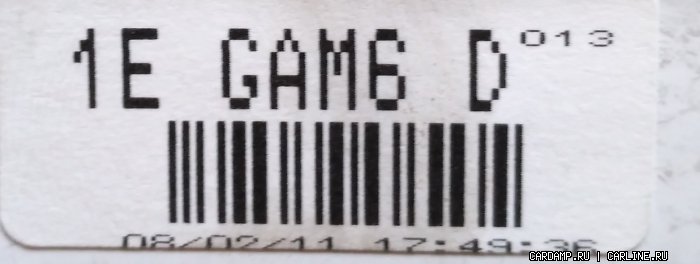 1E GAM6 D 013
08/02/11 17:49:36
CARDAMP.RU | CARLINE.RU